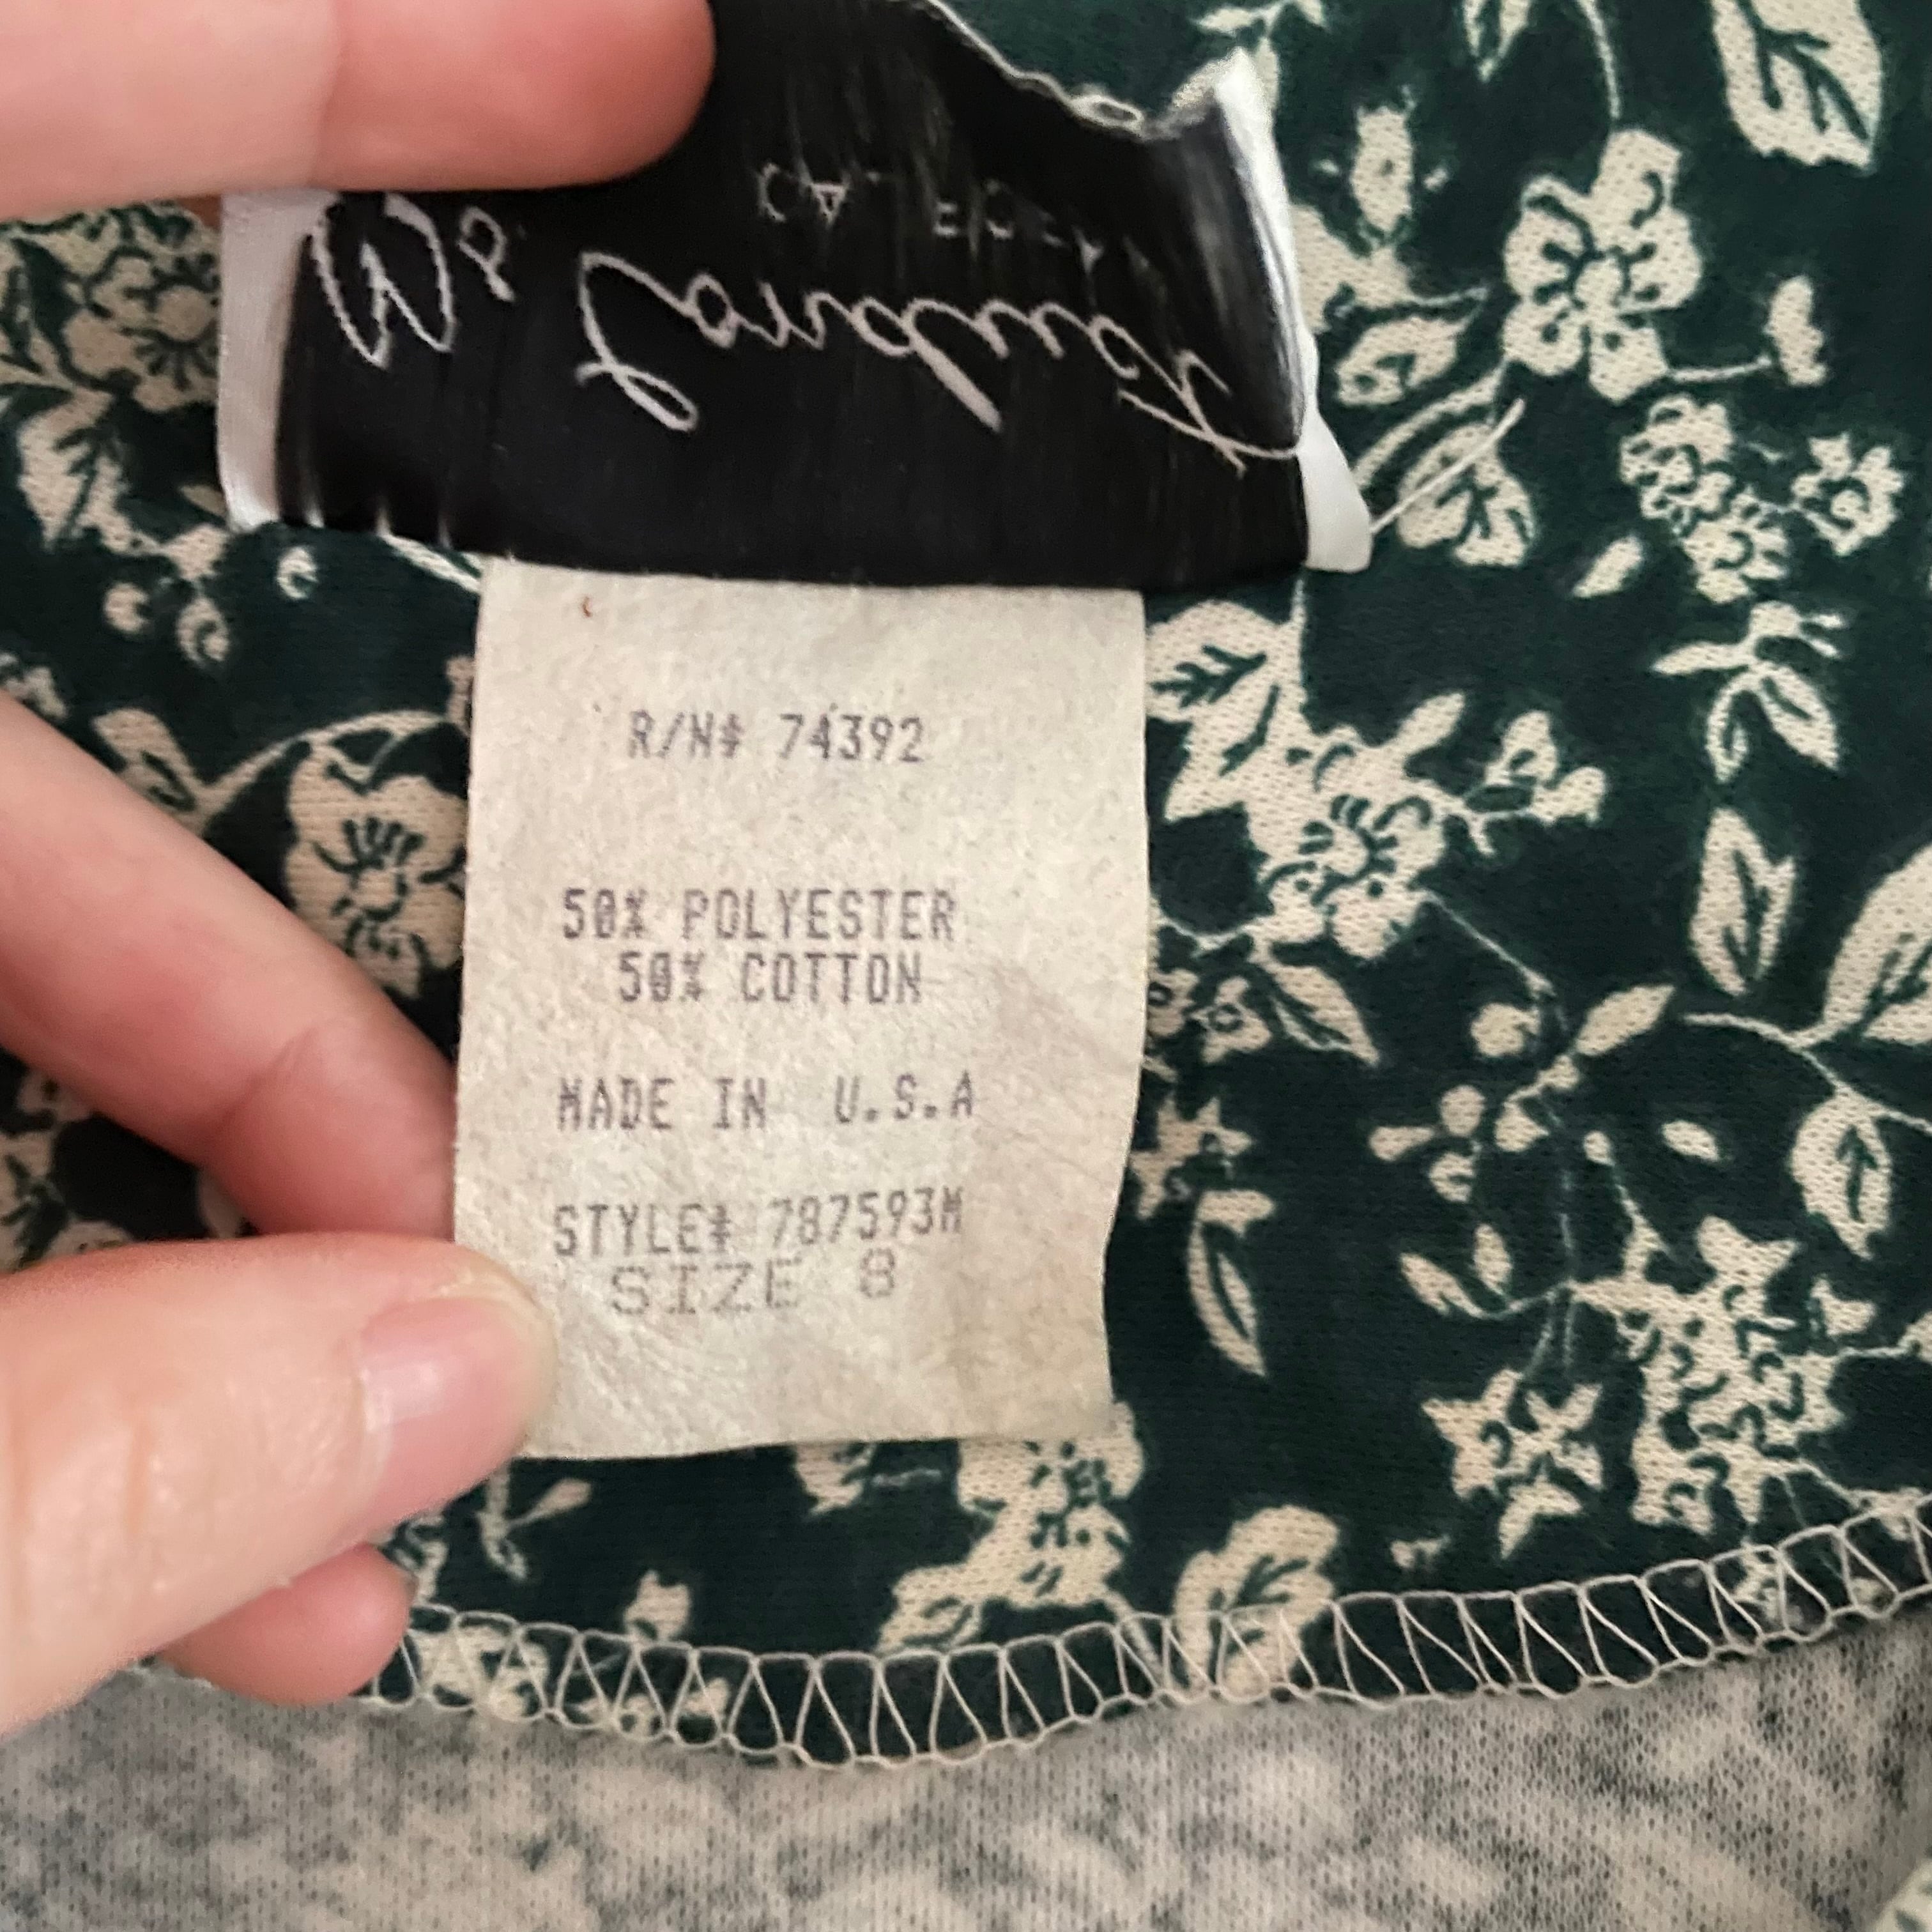 R/N# 74392
50% POLYESTER
50% COTTON
MADE IN U.S.A
STYLE# 787593M
SIZE 8